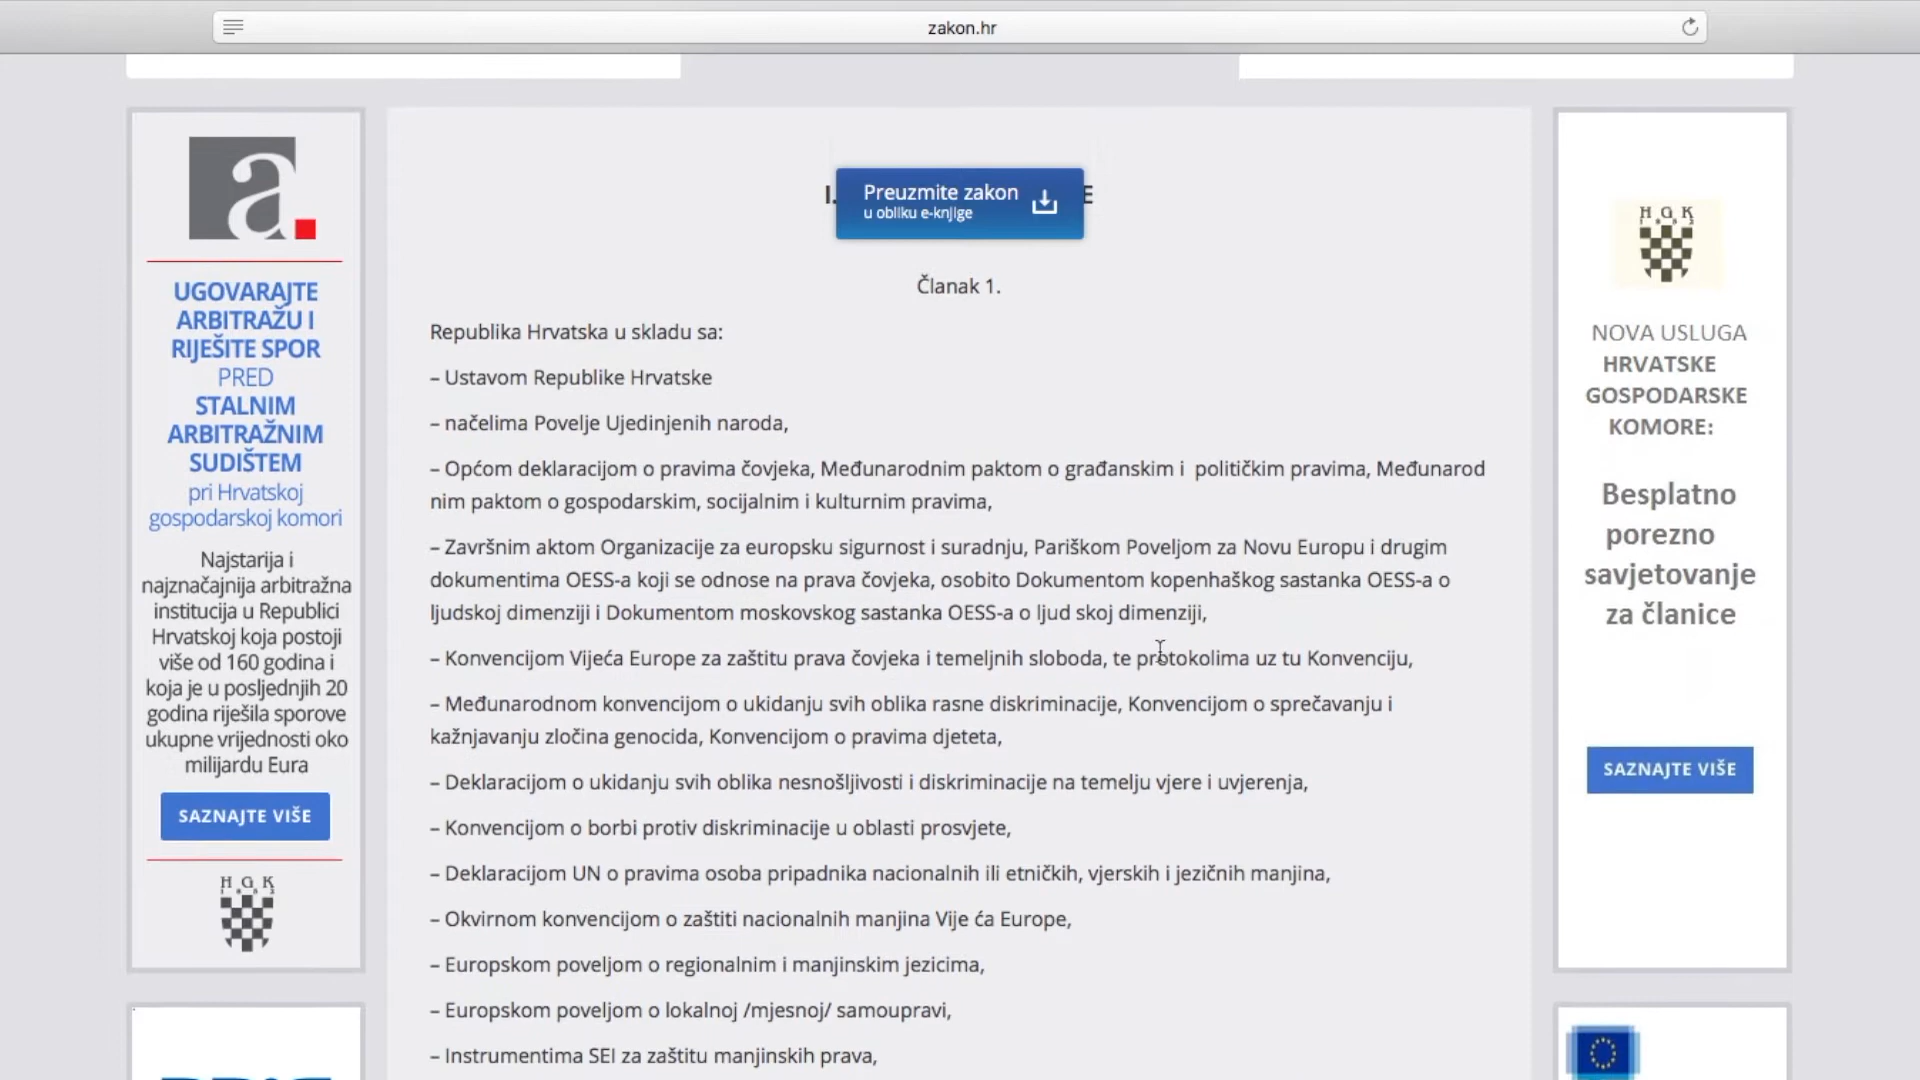 zakon.hr
a.
UGOVARAJTE
ARBITRAŽU I
RIJEŠITE SPOR
PRED
STALNIM
ARBITRAŽNIM
SUDIŠTEM
pri Hrvatskoj
gospodarskoj komori
Najstarija i
najznačajnija arbitražna
institucija u Republici
Hrvatskoj koja postoji
više od 160 godina i
koja je u posljednjih 20
godina riješila sporove
ukupne vrijednosti oko
milijardu Eura
SAZNAJTE VIŠE
H G K
I.
E
Preuzmite zakon
u obliku e-knjige
Članak 1.
Republika Hrvatska u skladu sa:
– Ustavom Republike Hrvatske
– načelima Povelje Ujedinjenih naroda,
– Općom deklaracijom o pravima čovjeka, Međunarodnim paktom o građanskim i političkim pravima, Međunarod
nim paktom o gospodarskim, socijalnim i kulturnim pravima,
– Završnim aktom Organizacije za europsku sigurnost i suradnju, Pariškom Poveljom za Novu Europu i drugim
dokumentima OESS-a koji se odnose na prava čovjeka, osobito Dokumentom kopenhaškog sastanka OESS-a o
ljudskoj dimenziji i Dokumentom moskovskog sastanka OESS-a o ljud skoj dimenziji,
– Konvencijom Vijeća Europe za zaštitu prava čovjeka i temeljnih sloboda, te protokolima uz tu Konvenciju,
– Međunarodnom konvencijom o ukidanju svih oblika rasne diskriminacije, Konvencijom o sprečavanju i
kažnjavanju zločina genocida, Konvencijom o pravima djeteta,
– Deklaracijom o ukidanju svih oblika nesnošljivosti i diskriminacije na temelju vjere i uvjerenja,
– Konvencijom o borbi protiv diskriminacije u oblasti prosvjete,
– Deklaracijom UN o pravima osoba pripadnika nacionalnih ili etničkih, vjerskih i jezičnih manjina,
– Okvirnom konvencijom o zaštiti nacionalnih manjina Vije ća Europe,
– Europskom poveljom o regionalnim i manjinskim jezicima,
– Europskom poveljom o lokalnoj /mjesnoj/ samoupravi,
– Instrumentima SEI za zaštitu manjinskih prava,
H G K
NOVA USLUGA
HRVATSKE
GOSPODARSKE
KOMORE:
Besplatno
porezno
savjetovanje
za članice
SAZNAJTE VIŠE